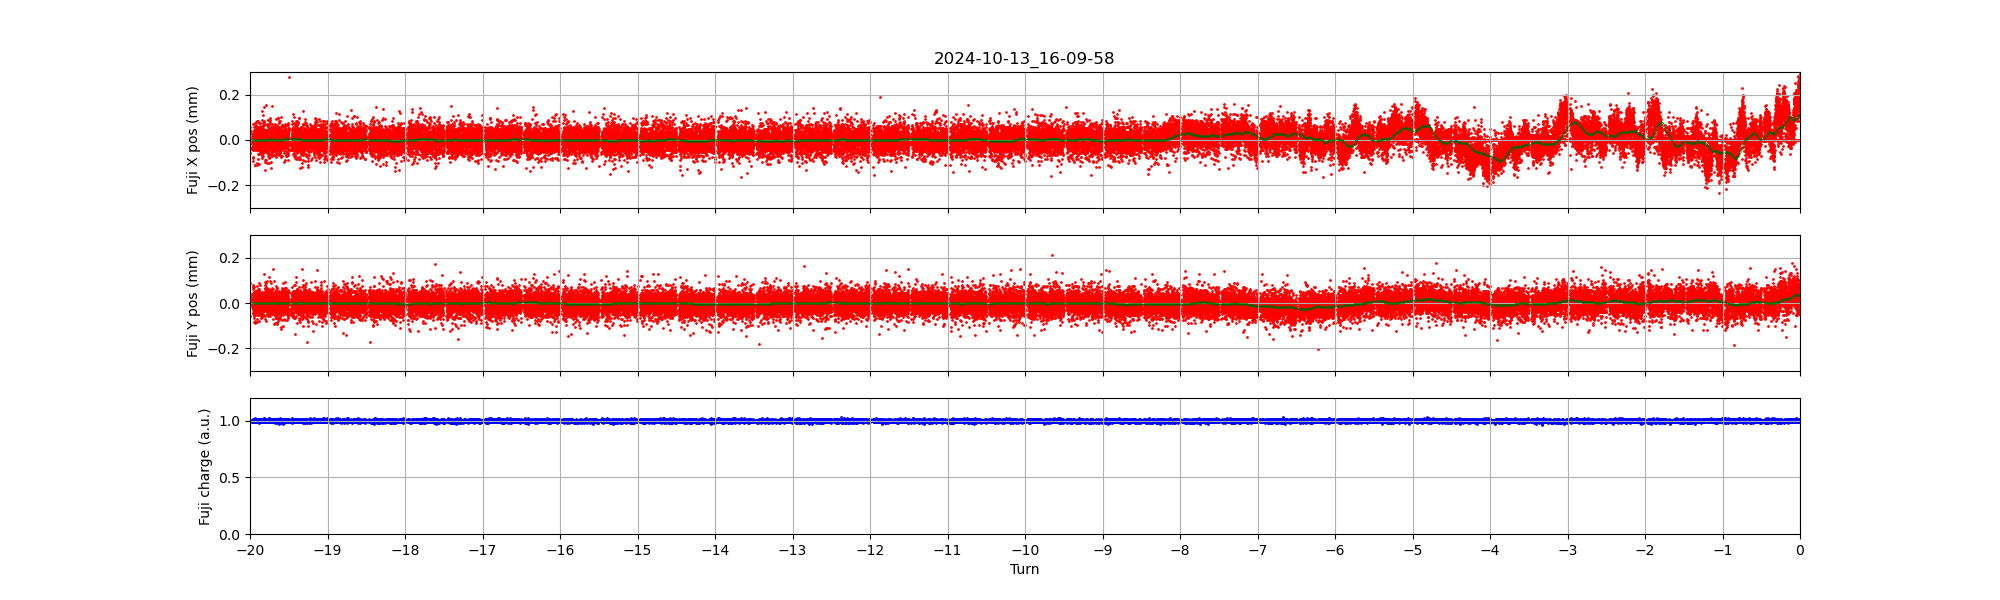 2024-10-13_16-09-58
Fuji X pos (mm)
0.2
0.0
−0.2
Fuji Y pos (mm)
0.2
0.0
−0.2
Fuji charge (a.u.)
1.0
0.5
0.0
−20 −19 −18 −17 −16 −15 −14 −13 −12 −11 −10 −9 −8 −7 −6 −5 −4 −3 −2 −1 0
Turn